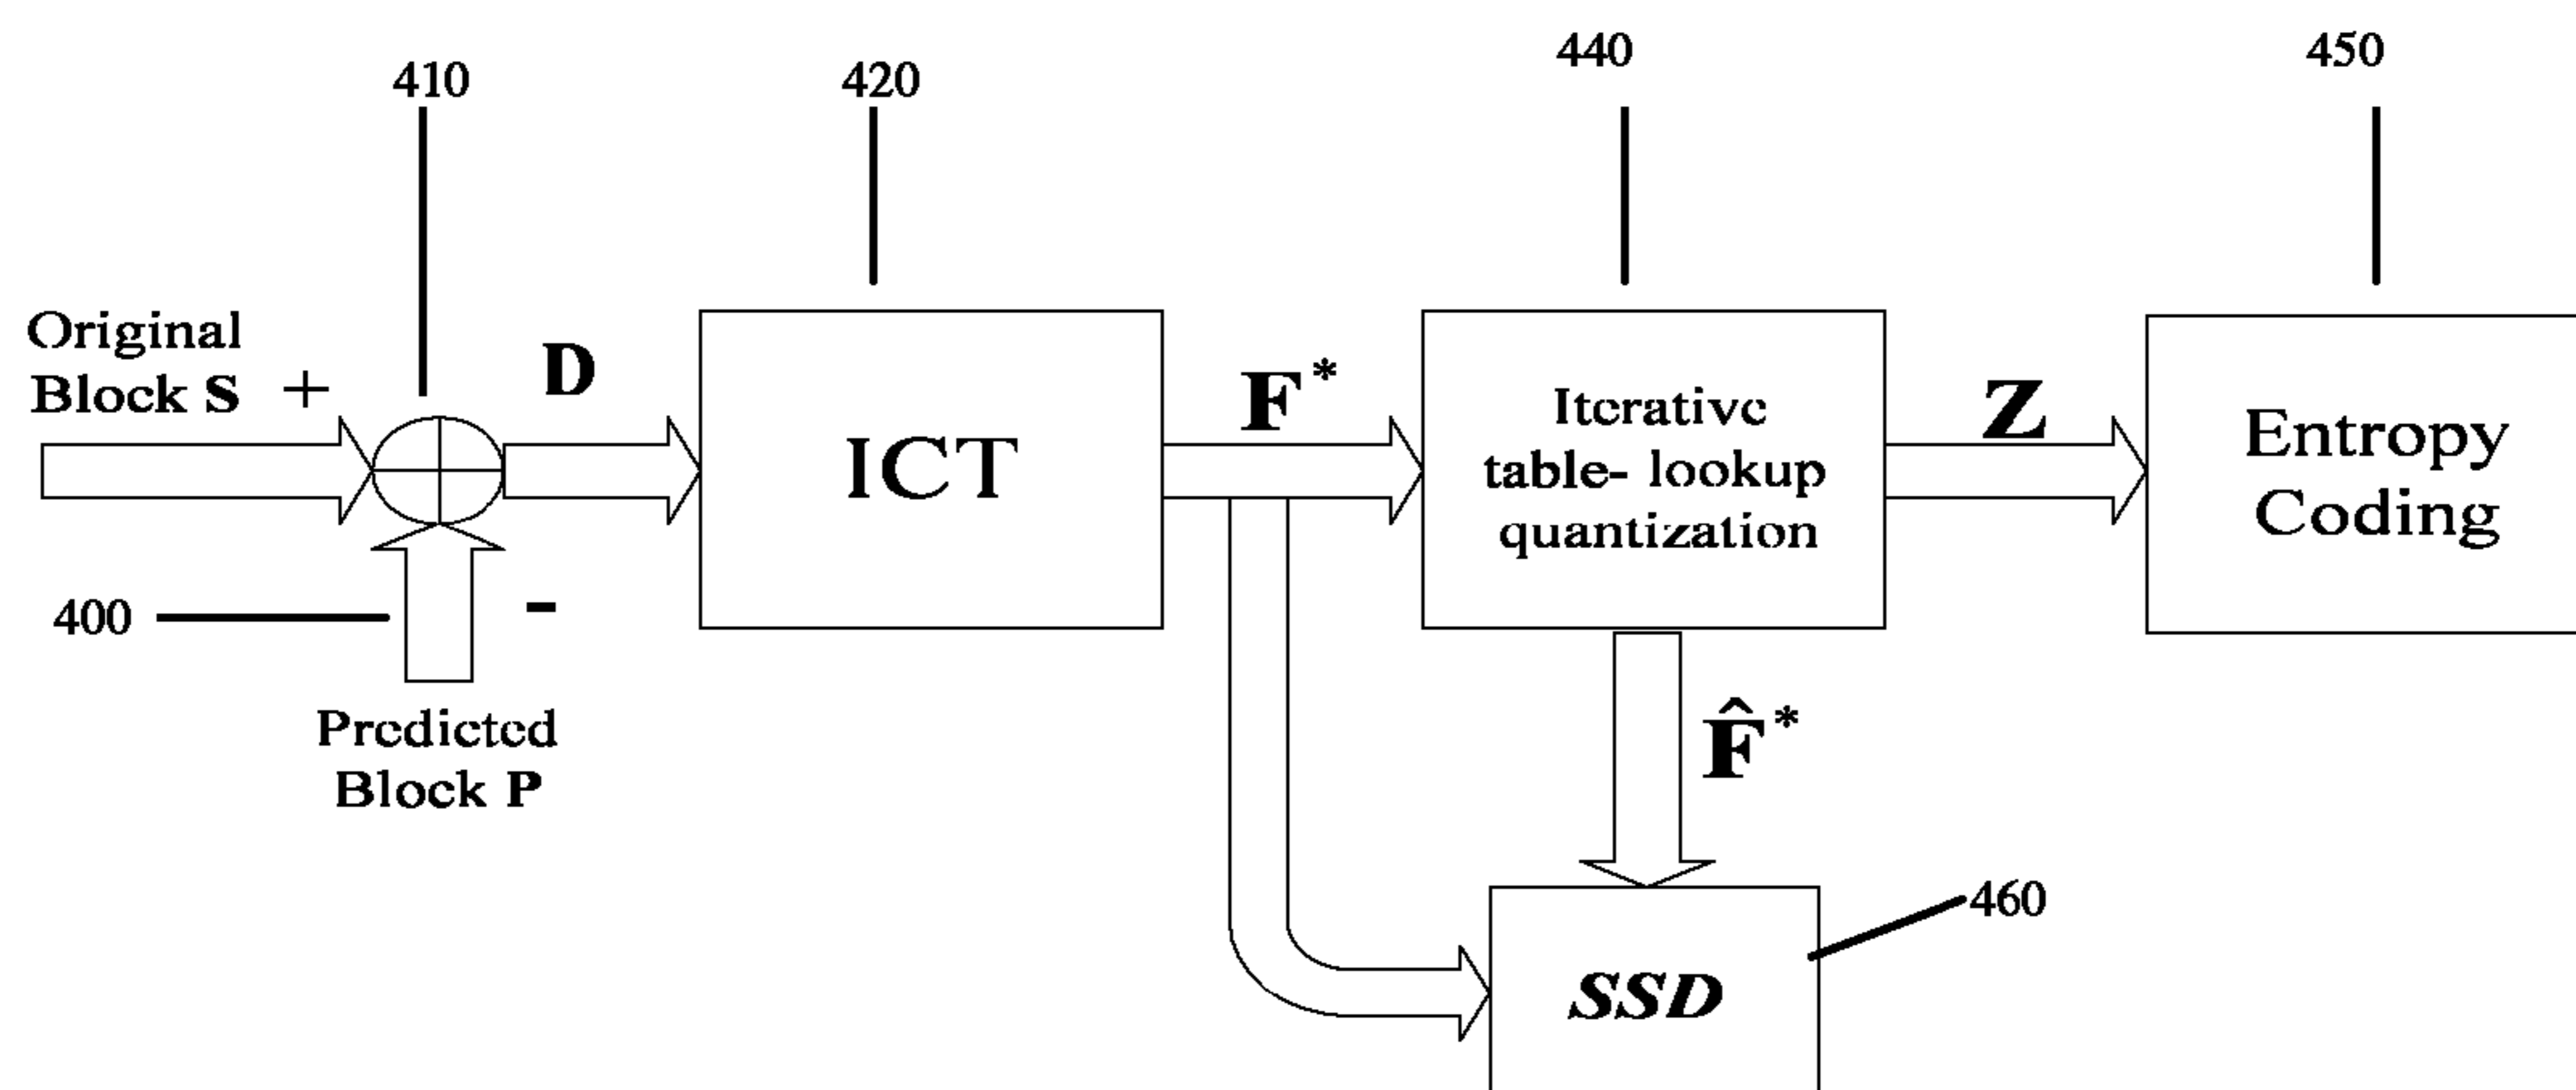 410
420
440
450
Original
Block S +
D
ICT
F*
Iterative
table- lookup
quantization
Z
Entropy
Coding
400
-
Predicted
Block P
F̂*
460
SSD